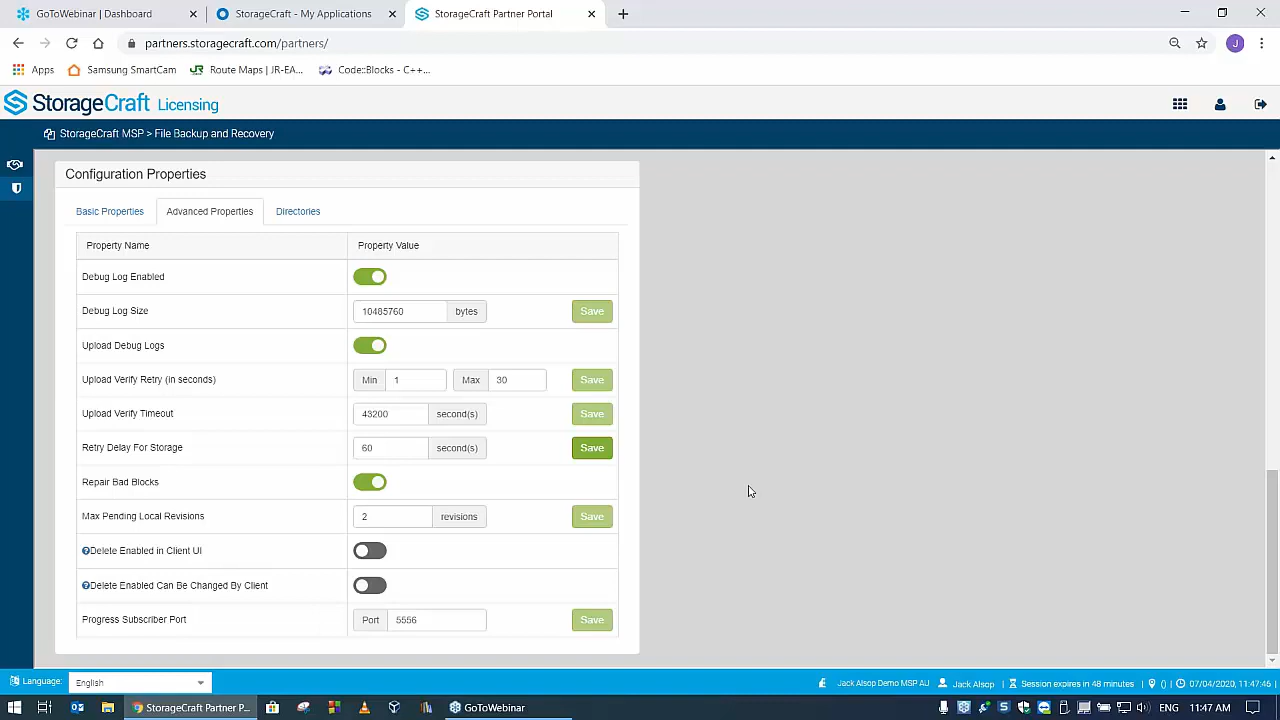 GoToWebinar | Dashboard
StorageCraft - My Applications
StorageCraft Partner Portal
partners.storagecraft.com/partners/
J
Apps
Samsung SmartCam
Route Maps | JR-EA...
Code::Blocks - C++...
StorageCraft Licensing
StorageCraft MSP > File Backup and Recovery
Configuration Properties
Basic Properties
Advanced Properties
Directories
Property Name
Property Value
Debug Log Enabled
Debug Log Size
10485760
bytes
Save
Upload Debug Logs
Upload Verify Retry (in seconds)
Min
1
Max
30
Save
Upload Verify Timeout
43200
second(s)
Save
Retry Delay For Storage
60
second(s)
Save
Repair Bad Blocks
Max Pending Local Revisions
2
revisions
Save
Delete Enabled in Client UI
Delete Enabled Can Be Changed By Client
Progress Subscriber Port
Port
5556
Save
Language:
English
Jack Alsop Demo MSP AU
Jack Alsop
Session expires in 48 minutes
()
07/04/2020, 11:47:46
StorageCraft Partner P...
GoToWebinar
ENG
11:47 AM